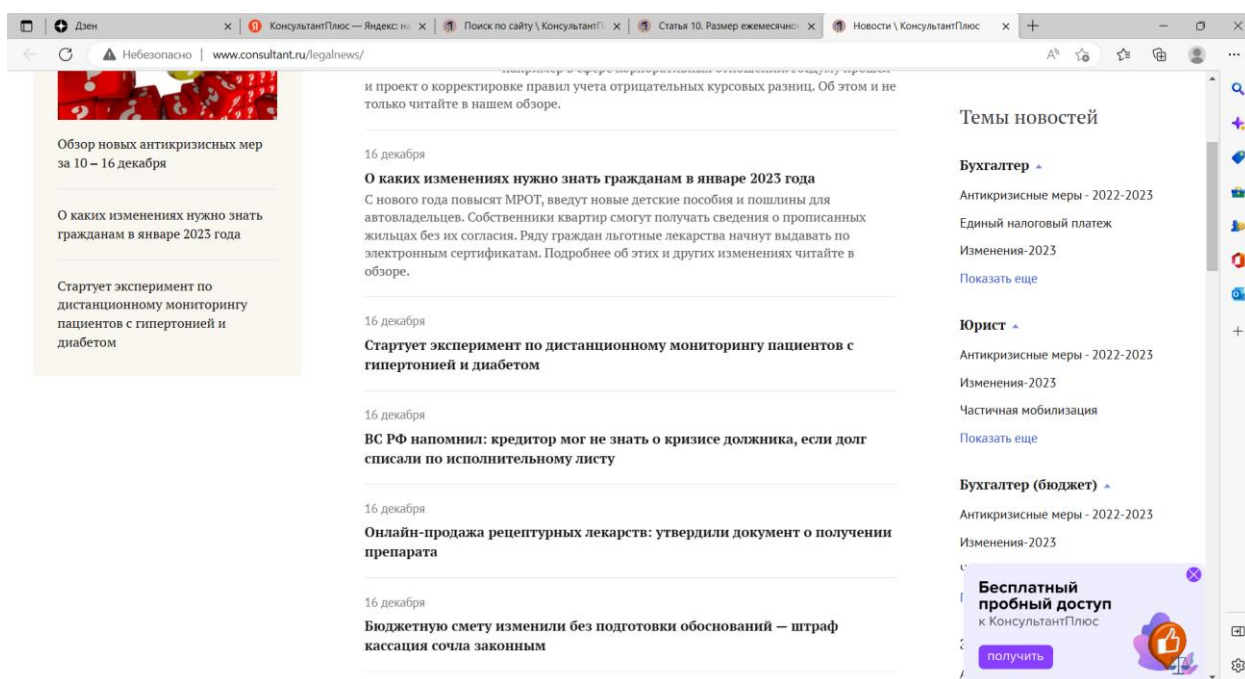 Дзен
КонсультантПлюс — Яндекс: на
Поиск по сайту \ КонсультантП
Статья 10. Размер ежемесячно
Новости \ КонсультантПлюс
Небезопасно | www.consultant.ru/legalnews/
Обзор новых антикризисных мер
за 10 – 16 декабря
О каких изменениях нужно знать
гражданам в январе 2023 года
Стартует эксперимент по
дистанционному мониторингу
пациентов с гипертонией и
диабетом
и проект о корректировке правил учета отрицательных курсовых разниц. Об этом и не
только читайте в нашем обзоре.
16 декабря
О каких изменениях нужно знать гражданам в январе 2023 года
С нового года повысят МРОТ, введут новые детские пособия и пошлины для
автовладельцев. Собственники квартир смогут получать сведения о прописанных
жильцах без их согласия. Ряду граждан льготные лекарства начнут выдавать по
электронным сертификатам. Подробнее об этих и других изменениях читайте в
обзоре.
16 декабря
Стартует эксперимент по дистанционному мониторингу пациентов с
гипертонией и диабетом
16 декабря
ВС РФ напомнил: кредитор мог не знать о кризисе должника, если долг
списали по исполнительному листу
16 декабря
Онлайн-продажа рецептурных лекарств: утвердили документ о получении
препарата
16 декабря
Бюджетную смету изменили без подготовки обоснований — штраф
кассация сочла законным
Темы новостей
Бухгалтер
Антикризисные меры - 2022-2023
Единый налоговый платеж
Изменения-2023
Показать еще
Юрист
Антикризисные меры - 2022-2023
Изменения-2023
Частичная мобилизация
Показать еще
Бухгалтер (бюджет)
Антикризисные меры - 2022-2023
Изменения-2023
Бесплатный
пробный доступ
к КонсультантПлюс
получить